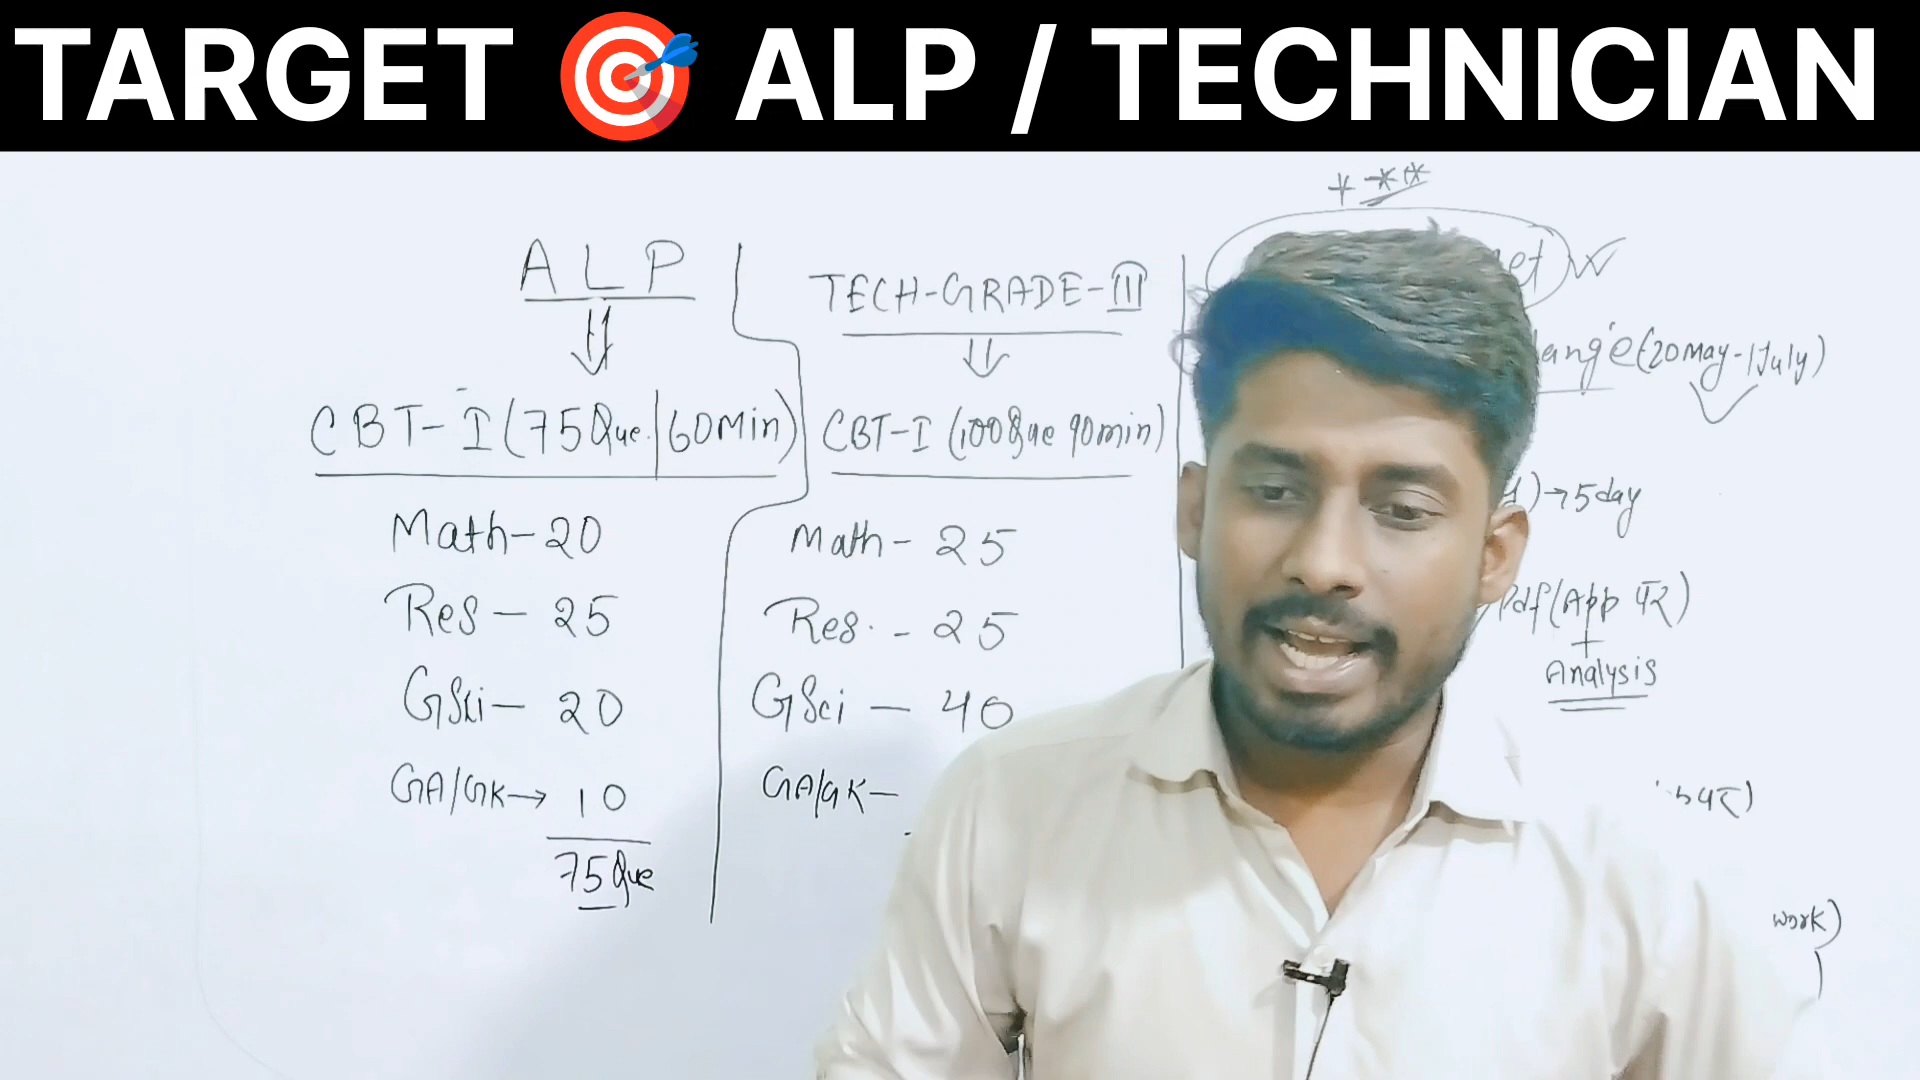 TARGET 🎯 ALP / TECHNICIAN
ALP
CBT-I (75 Que. | 60 Min)
Math - 20
Res - 25
GSci - 20
GA/GK → 10
75 Que
TECH-GRADE-III
CBT-I (100 Que 90 min)
Math - 25
Res. - 25
GSci - 40
GA/GK -
(20 May - 1 July)
→ 5 day
Pdf (App पर)
+
Analysis
work)